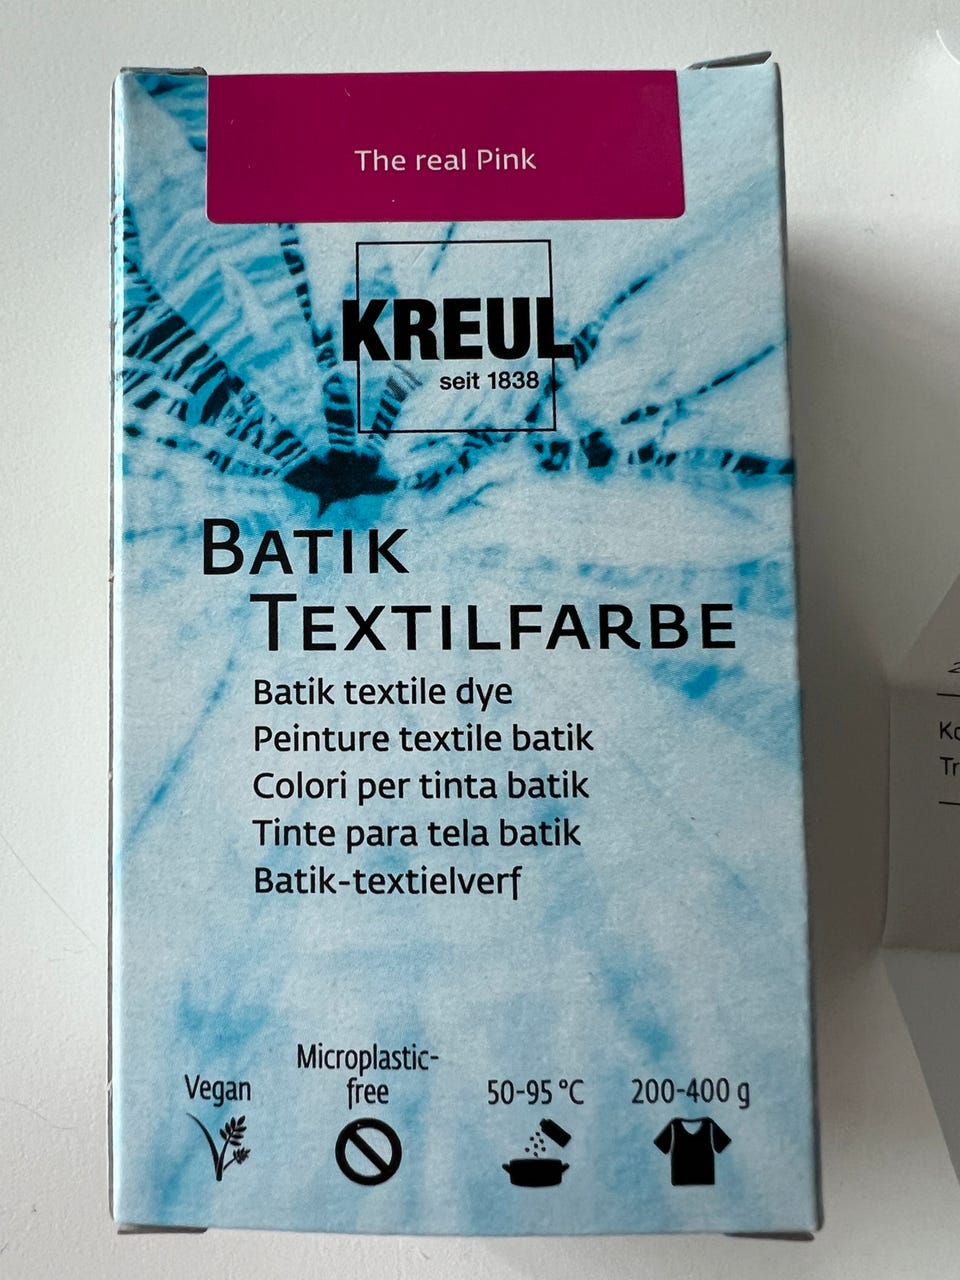 The real Pink
KREUL
seit 1838
BATIK
TEXTILFARBE
Batik textile dye
Peinture textile batik
Colori per tinta batik
Tinte para tela batik
Batik-textielverf
Vegan
Microplastic-
free
50-95 °C
200-400 g